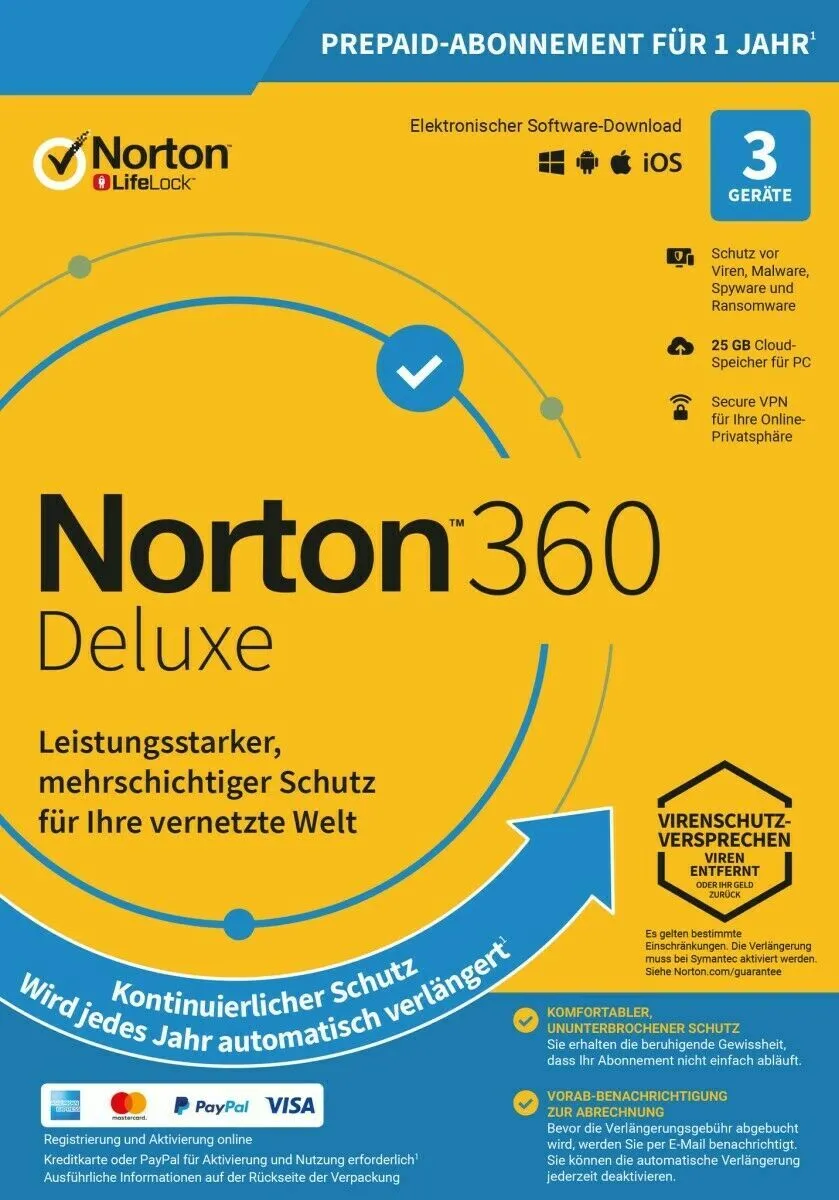 PREPAID-ABONNEMENT FÜR 1 JAHR¹
Norton™
LifeLock™
Elektronischer Software-Download
iOS
3
GERÄTE
Schutz vor
Viren, Malware,
Spyware und
Ransomware
25 GB Cloud-
Speicher für PC
Secure VPN
für Ihre Online-
Privatsphäre
Norton™ 360
Deluxe
Leistungsstarker,
mehrschichtiger Schutz
für Ihre vernetzte Welt
VIRENSCHUTZ-
VERSPRECHEN
VIREN
ENTFERNT
ODER IHR GELD
ZURÜCK
Es gelten bestimmte
Einschränkungen. Die Verlängerung
muss bei Symantec aktiviert werden.
Siehe Norton.com/guarantee
Kontinuierlicher Schutz
Wird jedes Jahr automatisch verlängert¹
KOMFORTABLER,
UNUNTERBROCHENER SCHUTZ
Sie erhalten die beruhigende Gewissheit,
dass Ihr Abonnement nicht einfach abläuft.
VORAB-BENACHRICHTIGUNG
ZUR ABRECHNUNG
Bevor die Verlängerungsgebühr abgebucht
wird, werden Sie per E-Mail benachrichtigt.
Sie können die automatische Verlängerung
jederzeit deaktivieren.
AMERICAN EXPRESS
mastercard.
PayPal
VISA
Registrierung und Aktivierung online
Kreditkarte oder PayPal für Aktivierung und Nutzung erforderlich¹
Ausführliche Informationen auf der Rückseite der Verpackung